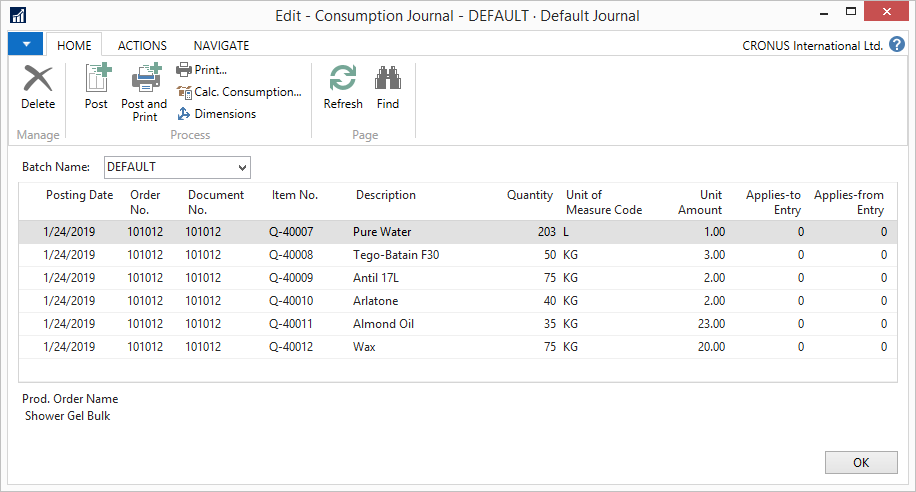 Edit - Consumption Journal - DEFAULT · Default Journal
HOME ACTIONS NAVIGATE CRONUS International Ltd. ?
Delete Post Post and Print Print... Calc. Consumption... Dimensions Refresh Find
Manage Process Page
Batch Name: DEFAULT
Posting Date Order No. Document No. Item No. Description Quantity Unit of Measure Code Unit Amount Applies-to Entry Applies-from Entry
1/24/2019 101012 101012 Q-40007 Pure Water 203 L 1.00 0 0
1/24/2019 101012 101012 Q-40008 Tego-Batain F30 50 KG 3.00 0 0
1/24/2019 101012 101012 Q-40009 Antil 17L 75 KG 2.00 0 0
1/24/2019 101012 101012 Q-40010 Arlatone 40 KG 2.00 0 0
1/24/2019 101012 101012 Q-40011 Almond Oil 35 KG 23.00 0 0
1/24/2019 101012 101012 Q-40012 Wax 75 KG 20.00 0 0
Prod. Order Name
Shower Gel Bulk
OK